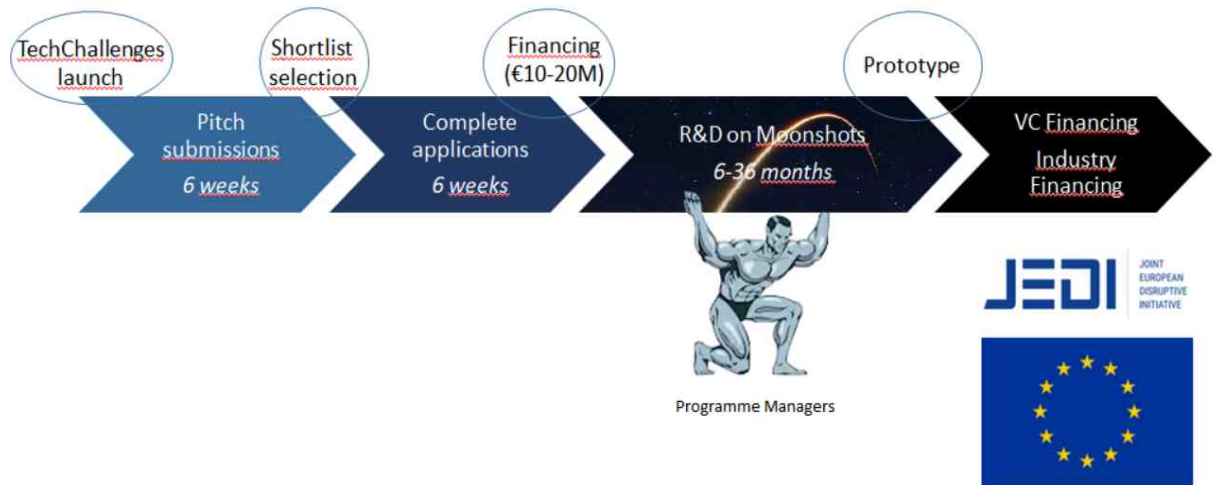 TechChallenges
launch
Shortlist
selection
Financing
(€10-20M)
Prototype
Pitch
submissions
6 weeks
Complete
applications
6 weeks
R&D on Moonshots
6-36 months
VC Financing
Industry
Financing
Programme Managers
JEDI
JOINT
EUROPEAN
DISRUPTIVE
INITIATIVE